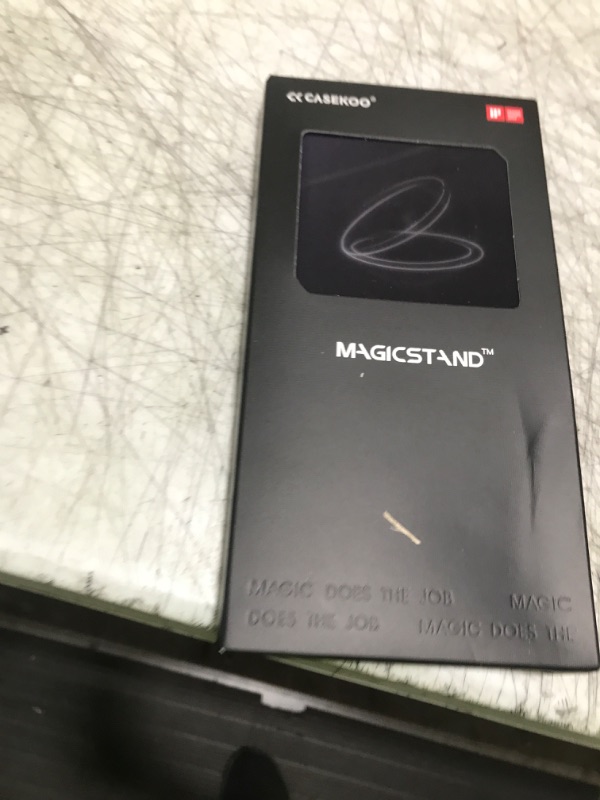 CASEKOO®
MAGICSTAND™
MAGIC DOES THE JOB MAGIC
DOES THE JOB MAGIC DOES THE